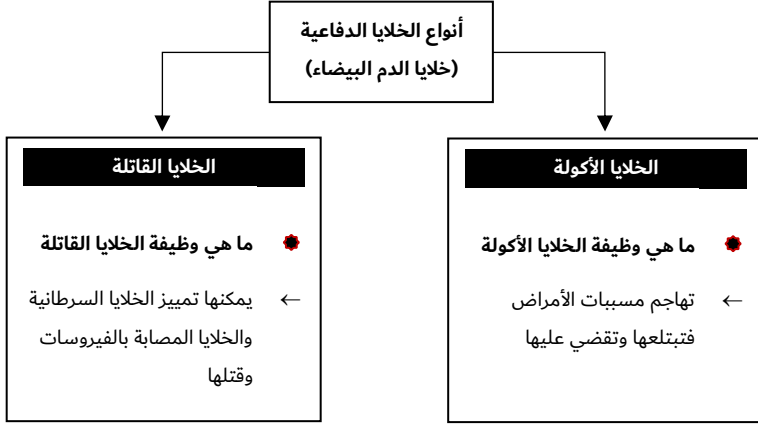 أنواع الخلايا الدفاعية
(خلايا الدم البيضاء)
الخلايا الأكولة
ما هي وظيفة الخلايا الأكولة
← تهاجم مسببات الأمراض
فتبتلعها وتقضي عليها
الخلايا القاتلة
ما هي وظيفة الخلايا القاتلة
← يمكنها تمييز الخلايا السرطانية
والخلايا المصابة بالفيروسات
وقتلها